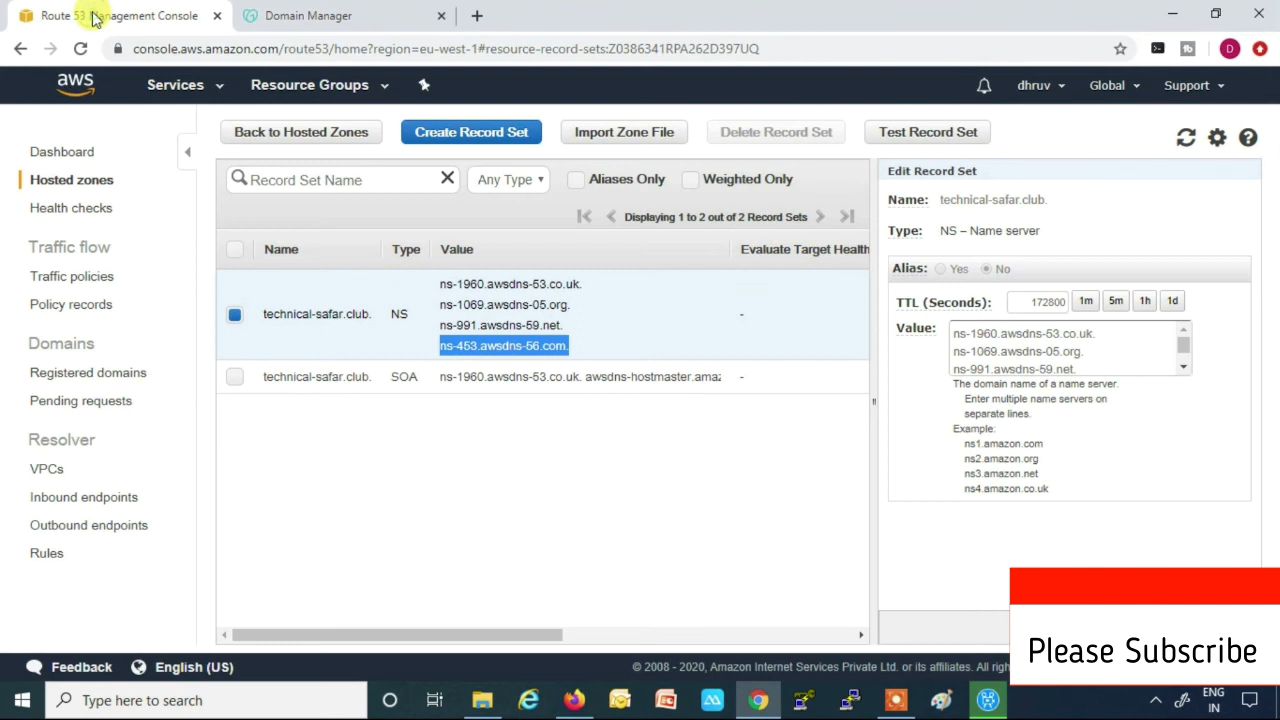 Route 53 Management Console
Domain Manager
console.aws.amazon.com/route53/home?region=eu-west-1#resource-record-sets:Z0386341RPA262D397UQ
D
aws
Services
Resource Groups
dhruv
Global
Support
Dashboard
Hosted zones
Health checks
Traffic flow
Traffic policies
Policy records
Domains
Registered domains
Pending requests
Resolver
VPCs
Inbound endpoints
Outbound endpoints
Rules
Back to Hosted Zones
Create Record Set
Import Zone File
Delete Record Set
Test Record Set
Record Set Name
Any Type
Aliases Only
Weighted Only
Displaying 1 to 2 out of 2 Record Sets
Name Type Value Evaluate Target Health
technical-safar.club. NS
ns-1960.awsdns-53.co.uk.
ns-1069.awsdns-05.org.
ns-991.awsdns-59.net.
ns-453.awsdns-56.com.
-
technical-safar.club. SOA ns-1960.awsdns-53.co.uk. awsdns-hostmaster.amaz -
Edit Record Set
Name: technical-safar.club.
Type: NS – Name server
Alias: Yes No
TTL (Seconds): 172800 1m 5m 1h 1d
Value: ns-1960.awsdns-53.co.uk.
ns-1069.awsdns-05.org.
ns-991.awsdns-59.net.
The domain name of a name server.
Enter multiple name servers on
separate lines.
Example:
ns1.amazon.com
ns2.amazon.org
ns3.amazon.net
ns4.amazon.co.uk
Please Subscribe
Feedback
English (US)
© 2008 - 2020, Amazon Internet Services Private Ltd. or its affiliates. All righ
Type here to search
ENG
IN